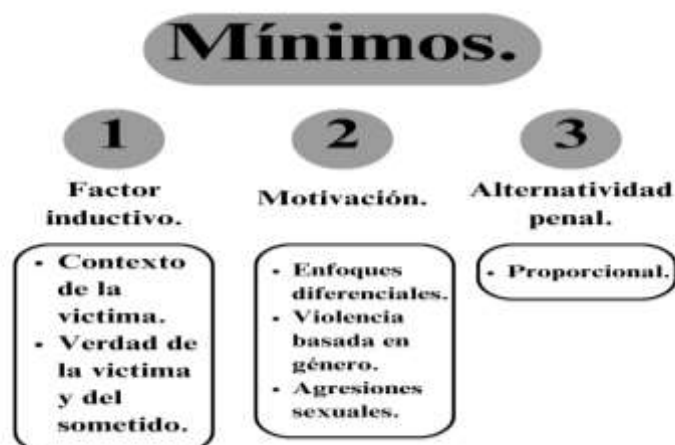 Mínimos.
1
Factor
inductivo.
• Contexto
de la
victima.
• Verdad de
la victima
y del
sometido.
2
Motivación.
• Enfoques
diferenciales.
• Violencia
basada en
género.
• Agresiones
sexuales.
3
Alternatividad
penal.
• Proporcional.